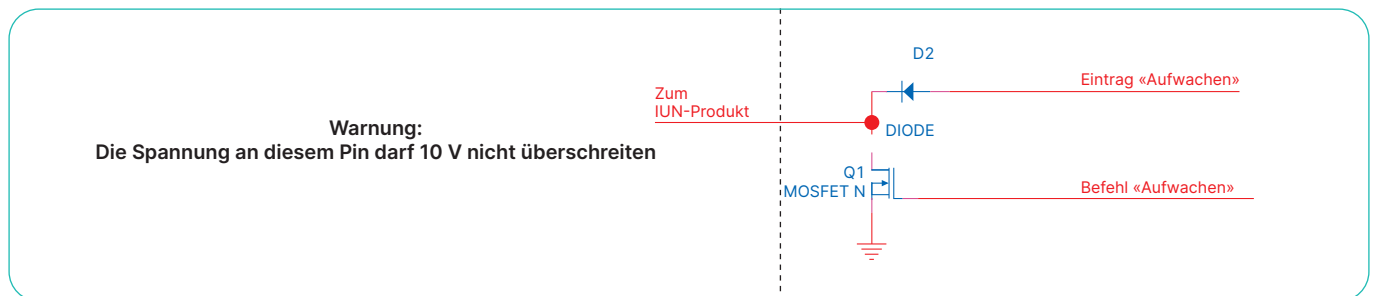 Warnung:
Die Spannung an diesem Pin darf 10 V nicht überschreiten
Zum
IUN-Produkt
D2
Eintrag «Aufwachen»
DIODE
Q1
MOSFET N
Befehl «Aufwachen»